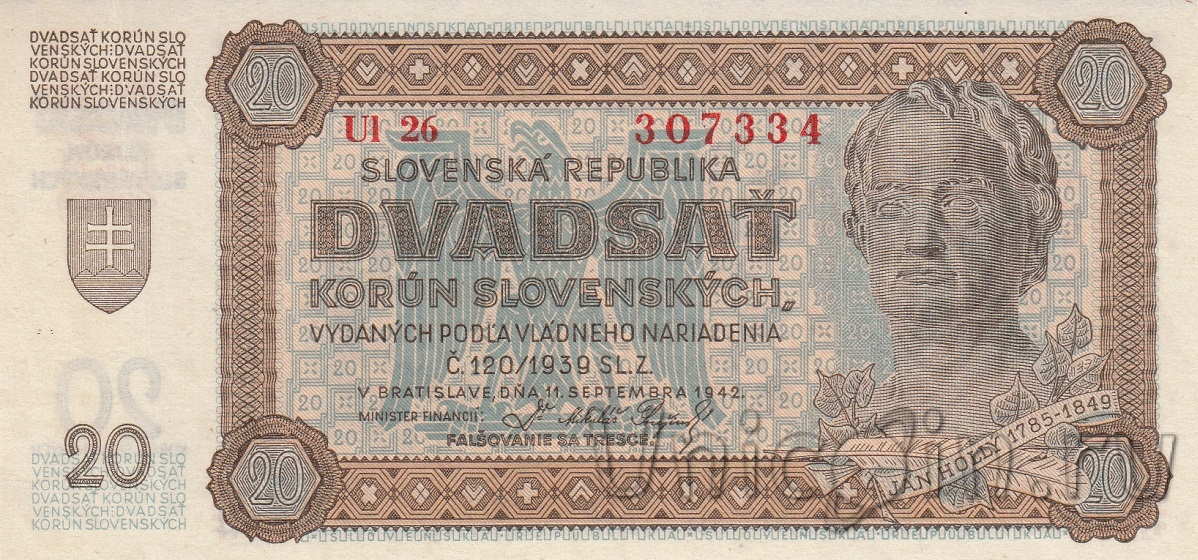 DVADSAŤ KORÚN SLO
VENSKÝCH:DVADSAŤ
KORÚN SLOVENSKÝCH
DVADSAŤ KORÚN SLO
VENSKÝCH:DVADSAŤ
KORÚN SLOVENSKÝCH
20
20
UI 26
307334
SLOVENSKÁ REPUBLIKA
DVADSAŤ
KORÚN SLOVENSKÝCH,
VYDANÝCH PODĽA VLÁDNEHO NARIADENIA
Č. 120/1939 SL. Z.
V BRATISLAVE, DŇA 11. SEPTEMBRA 1942.
MINISTER FINANCIÍ:
FALŠOVANIE SA TRESCE.
JÁN HOLLÝ 1785-1849
20
DVADSAŤ KORÚN SLO
VENSKÝCH:DVADSAŤ
KORÚN SLOVENSKÝCH
DVADSAŤ KORÚN SLO
VENSKÝCH:DVADSAŤ
KORÚN SLOVENSKÝCH
20
20